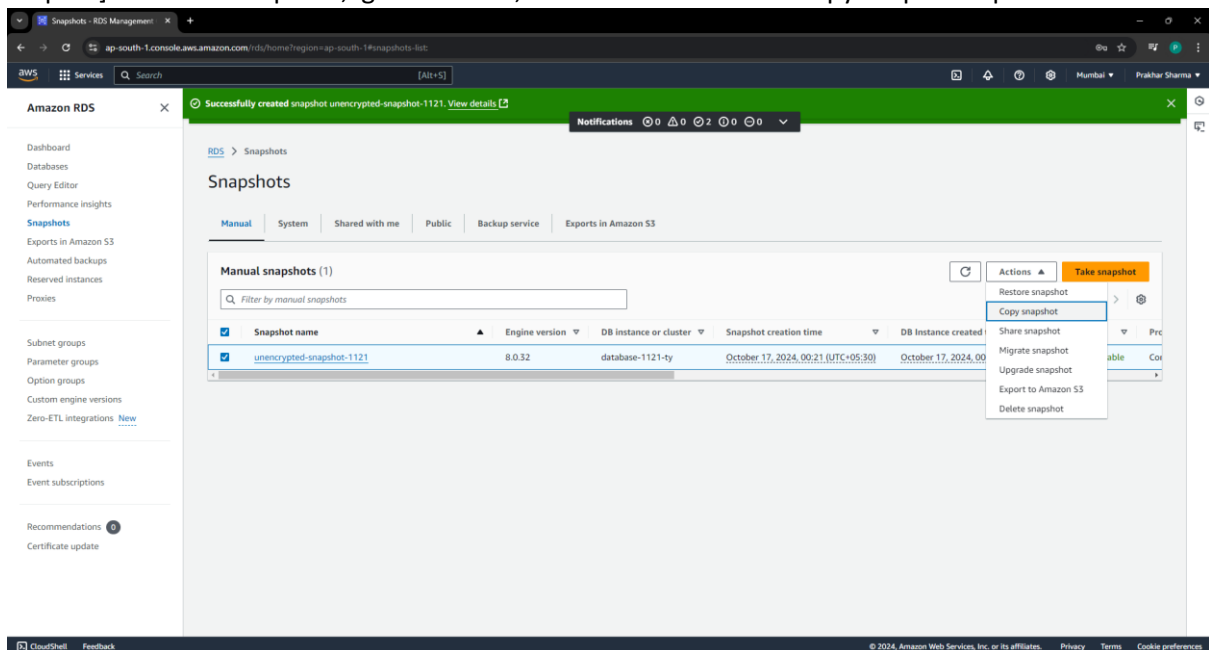 Snapshots - RDS Management
ap-south-1.console.aws.amazon.com/rds/home?region=ap-south-1#snapshots-list:
aws Services Search [Alt+S] Mumbai Prakhar Sharma
Amazon RDS
Successfully created snapshot unencrypted-snapshot-1121. View details
Notifications 0 0 2 0 0
Dashboard
Databases
Query Editor
Performance insights
Snapshots
Exports in Amazon S3
Automated backups
Reserved instances
Proxies
Subnet groups
Parameter groups
Option groups
Custom engine versions
Zero-ETL integrations New
Events
Event subscriptions
Recommendations 0
Certificate update
RDS > Snapshots
Snapshots
Manual System Shared with me Public Backup service Exports in Amazon S3
Manual snapshots (1)
Actions Take snapshot
Filter by manual snapshots
Restore snapshot
Copy snapshot
Share snapshot
Migrate snapshot
Upgrade snapshot
Export to Amazon S3
Delete snapshot
Snapshot name Engine version DB instance or cluster Snapshot creation time DB Instance created
unencrypted-snapshot-1121 8.0.32 database-1121-ty October 17, 2024, 00:21 (UTC+05:30) October 17, 2024, 00
CloudShell Feedback © 2024, Amazon Web Services, Inc. or its affiliates. Privacy Terms Cookie preferences